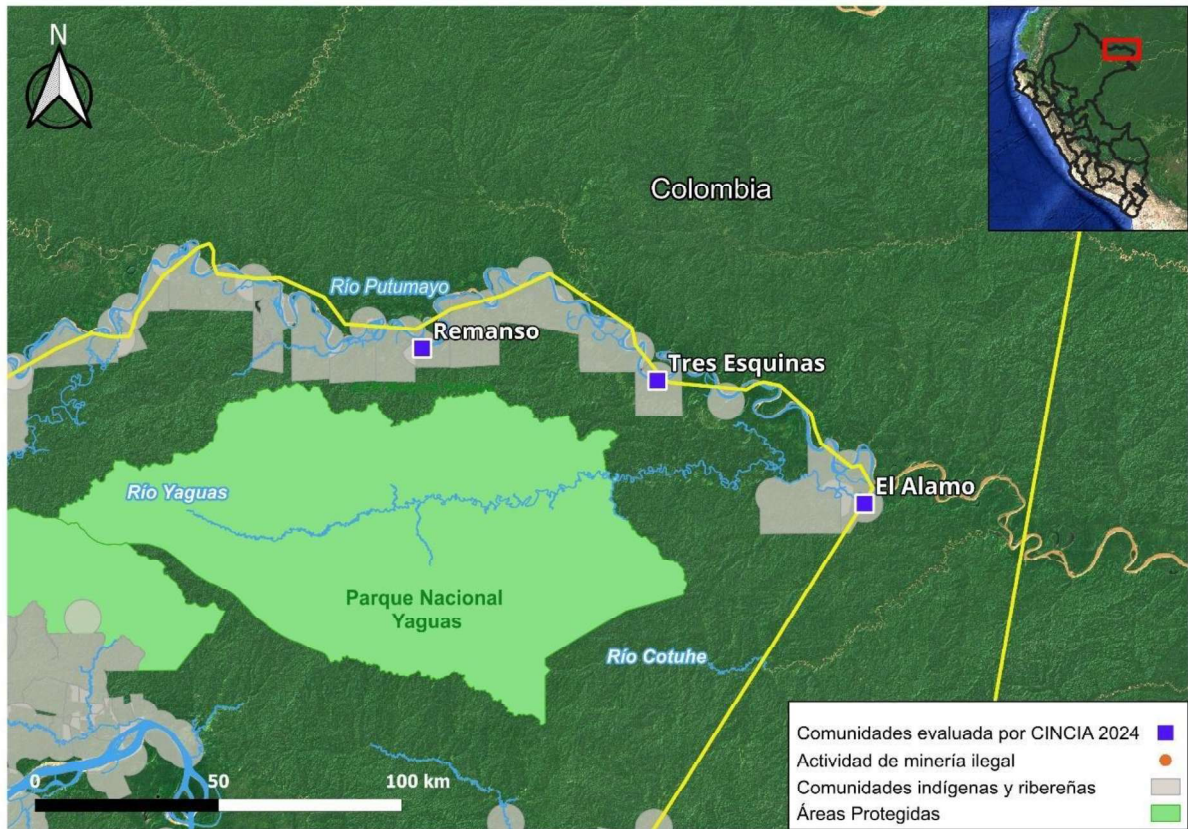 N
Colombia
Río Putumayo
Remanso
Tres Esquinas
El Alamo
Río Yaguas
Parque Nacional
Yaguas
Río Cotuhe
0 50 100 km
Comunidades evaluada por CINCIA 2024
Actividad de minería ilegal
Comunidades indígenas y ribereñas
Áreas Protegidas